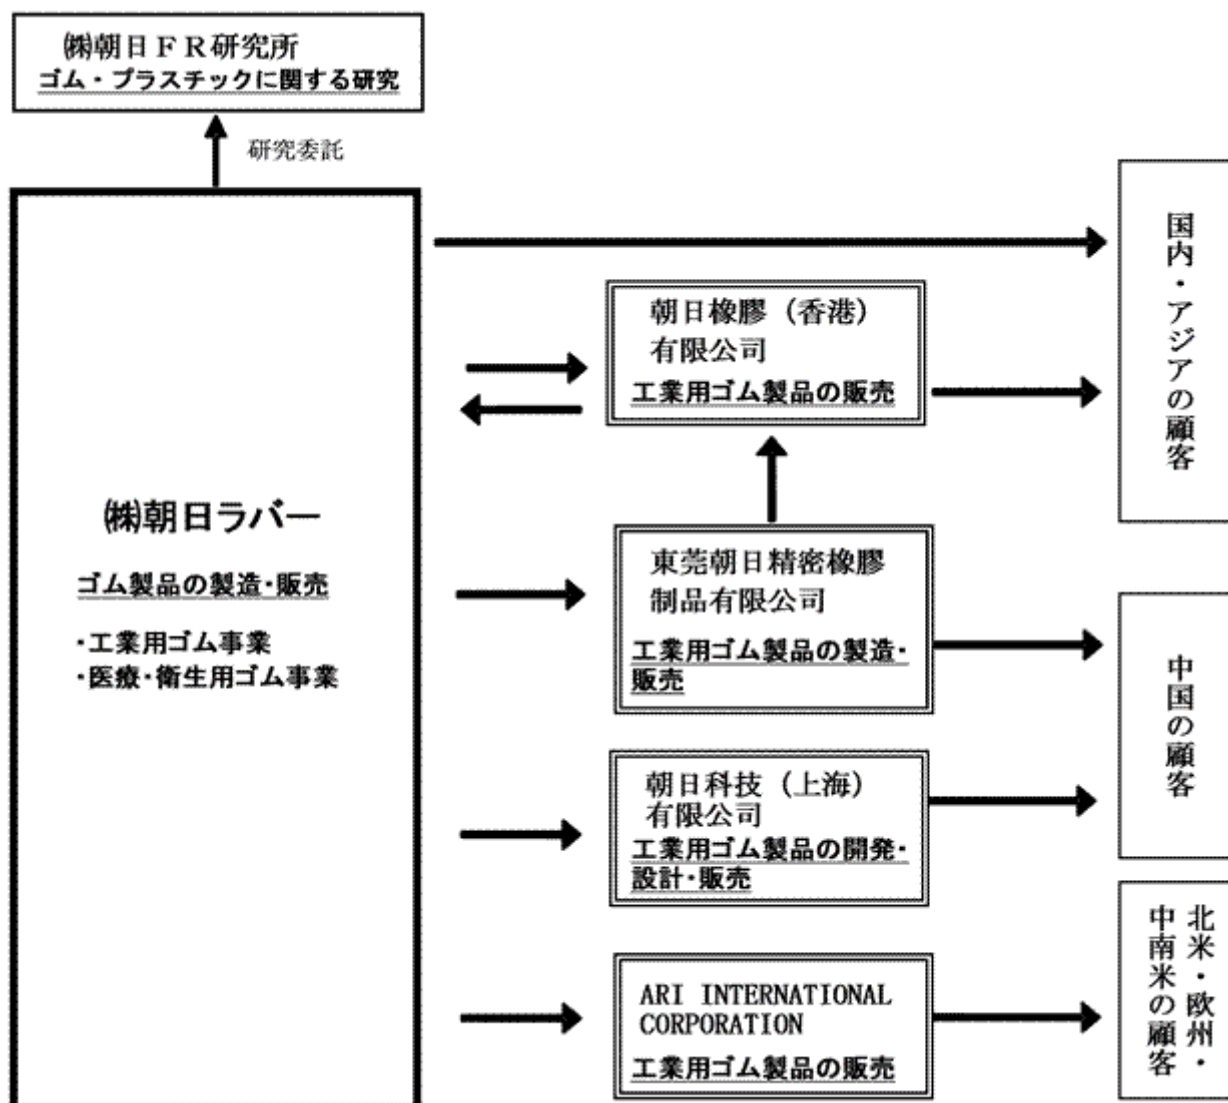 ㈱朝日ＦＲ研究所
ゴム・プラスチックに関する研究
研究委託
㈱朝日ラバー
ゴム製品の製造・販売
・工業用ゴム事業
・医療・衛生用ゴム事業
朝日橡膠（香港）
有限公司
工業用ゴム製品の販売
東莞朝日精密橡膠
制品有限公司
工業用ゴム製品の製造・
販売
朝日科技（上海）
有限公司
工業用ゴム製品の開発・
設計・販売
ARI INTERNATIONAL
CORPORATION
工業用ゴム製品の販売
国内・アジアの顧客
中国の顧客
北米・欧州・
中南米の顧客